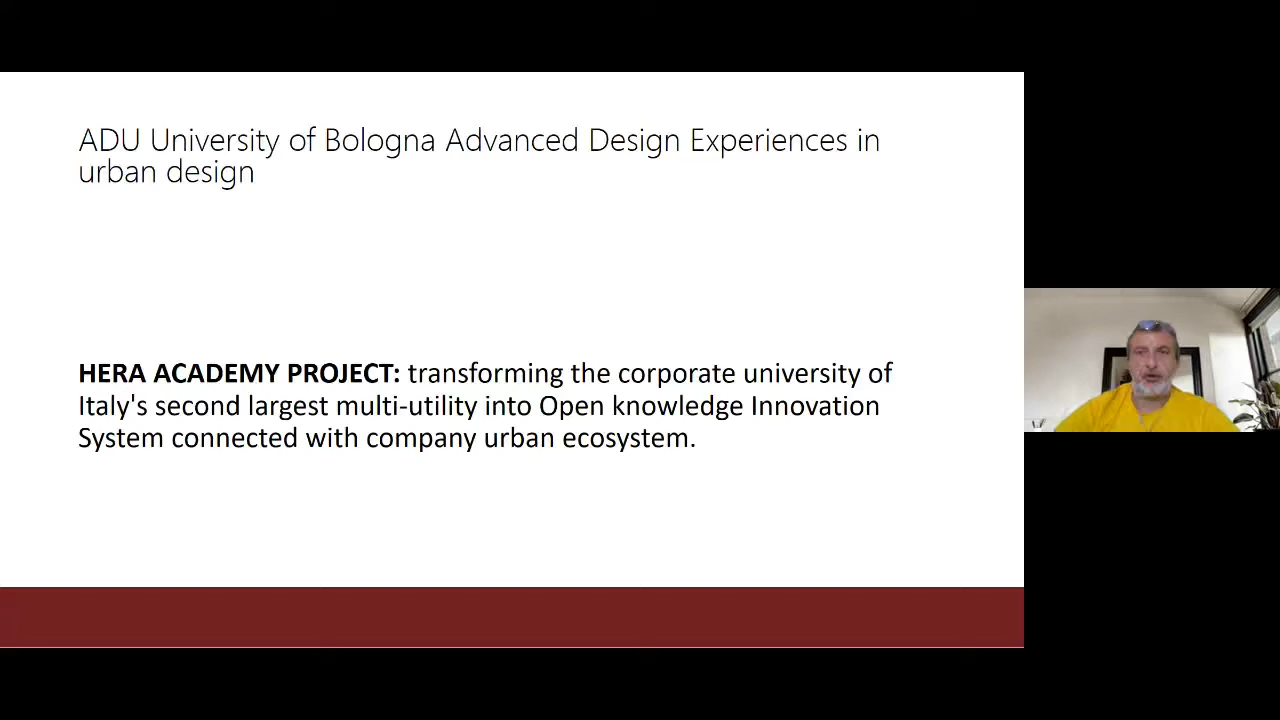 ADU University of Bologna Advanced Design Experiences in
urban design
HERA ACADEMY PROJECT: transforming the corporate university of
Italy's second largest multi-utility into Open knowledge Innovation
System connected with company urban ecosystem.